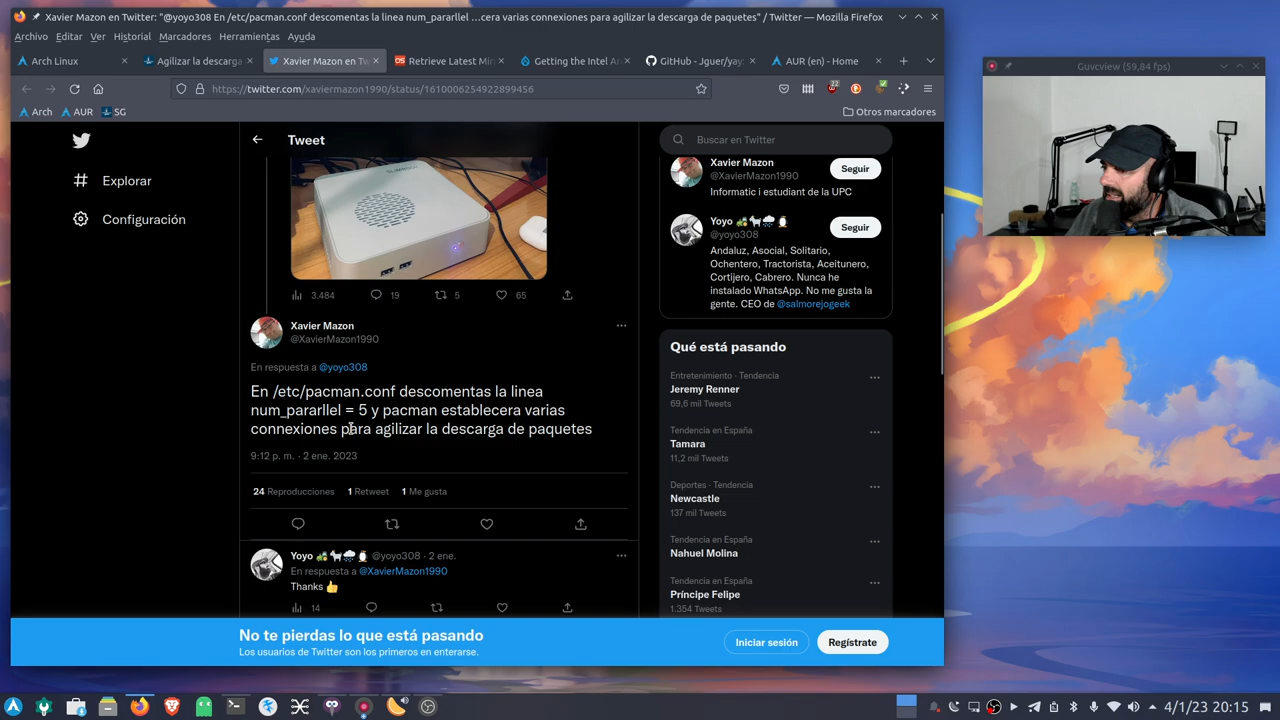 Xavier Mazon en Twitter: "@yoyo308 En /etc/pacman.conf descomentas la linea num_pararllel ...cera varias connexiones para agilizar la descarga de paquetes" / Twitter — Mozilla Firefox
Archivo Editar Ver Historial Marcadores Herramientas Ayuda
Arch Linux
Agilizar la descarga
Xavier Mazon en Tw
Retrieve Latest Mir
Getting the Intel Ar
GitHub - Jguer/yay:
AUR (en) - Home
https://twitter.com/xaviermazon1990/status/1610006254922899456
22
Arch AUR SG
Otros marcadores
Explorar
Configuración
Tweet
3.484 19 5 65
Xavier Mazon
@XavierMazon1990
En respuesta a @yoyo308
En /etc/pacman.conf descomentas la linea
num_pararllel = 5 y pacman establecera varias
connexiones para agilizar la descarga de paquetes
9:12 p. m. · 2 ene. 2023
24 Reproducciones 1 Retweet 1 Me gusta
Yoyo @yoyo308 · 2 ene.
En respuesta a @XavierMazon1990
Thanks
14
Buscar en Twitter
Xavier Mazon
@XavierMazon1990
Seguir
Informatic i estudiant de la UPC
Yoyo
@yoyo308
Seguir
Andaluz, Asocial, Solitario,
Ochentero, Tractorista, Aceitunero,
Cortijero, Cabrero. Nunca he
instalado WhatsApp. No me gusta la
gente. CEO de @salmorejogeek
Qué está pasando
Entretenimiento · Tendencia
Jeremy Renner
69,6 mil Tweets
Tendencia en España
Tamara
11,2 mil Tweets
Deportes · Tendencia
Newcastle
137 mil Tweets
Tendencia en España
Nahuel Molina
Tendencia en España
Príncipe Felipe
1.354 Tweets
No te pierdas lo que está pasando
Los usuarios de Twitter son los primeros en enterarse.
Iniciar sesión
Regístrate
Guvcview (59,84 fps)
4/1/23 20:15